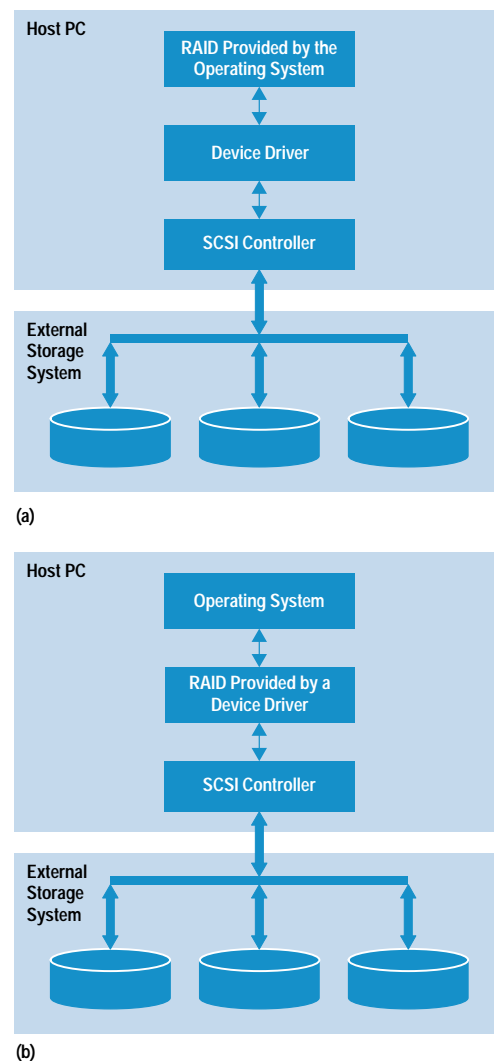 Host PC
RAID Provided by the
Operating System
Device Driver
SCSI Controller
External
Storage
System
(a)
Host PC
Operating System
RAID Provided by a
Device Driver
SCSI Controller
External
Storage
System
(b)